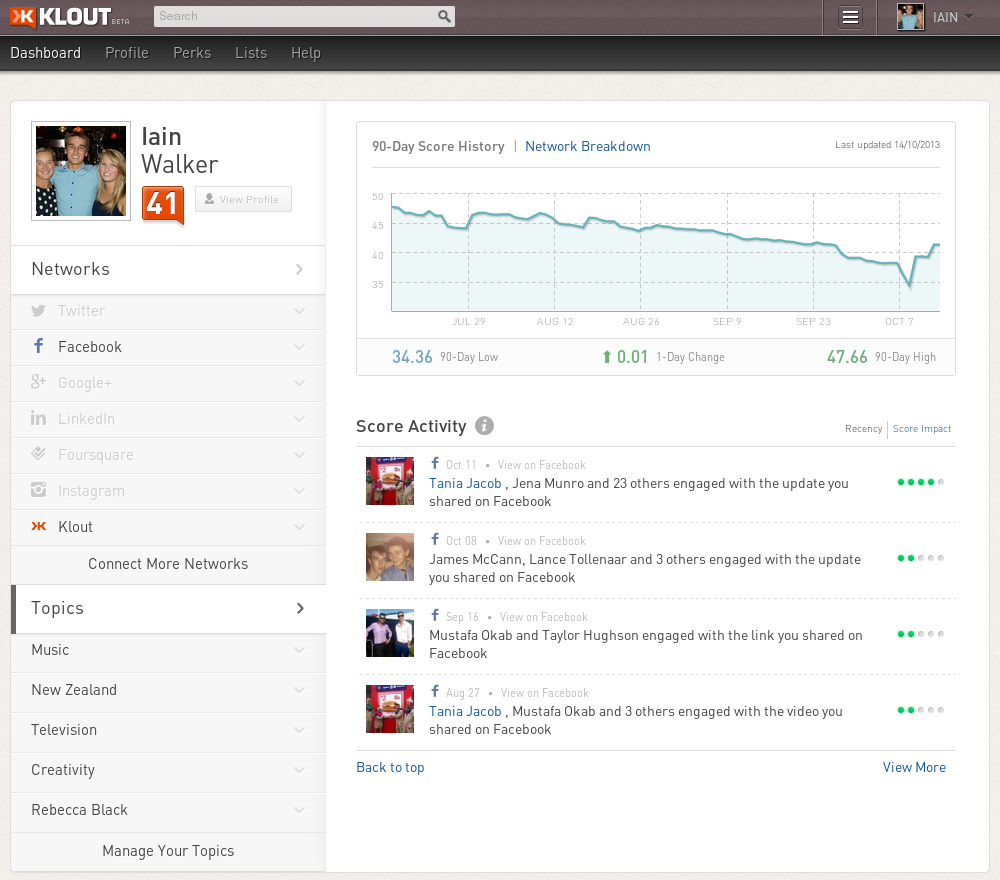 KLOUT BETA
Search
IAIN
Dashboard Profile Perks Lists Help
Iain
Walker
41
View Profile
Networks
Twitter
Facebook
Google+
LinkedIn
Foursquare
Instagram
Klout
Connect More Networks
Topics
Music
New Zealand
Television
Creativity
Rebecca Black
Manage Your Topics
90-Day Score History | Network Breakdown Last updated 14/10/2013
50
45
40
35
JUL 29 AUG 12 AUG 26 SEP 9 SEP 23 OCT 7
34.36 90-Day Low 0.01 1-Day Change 47.66 90-Day High
Score Activity i Recency Score Impact
Oct 11 • View on Facebook
Tania Jacob , Jena Munro and 23 others engaged with the update you
shared on Facebook
Oct 08 • View on Facebook
James McCann, Lance Tollenaar and 3 others engaged with the update
you shared on Facebook
Sep 16 • View on Facebook
Mustafa Okab and Taylor Hughson engaged with the link you shared on
Facebook
Aug 27 • View on Facebook
Tania Jacob , Mustafa Okab and 3 others engaged with the video you
shared on Facebook
Back to top View More